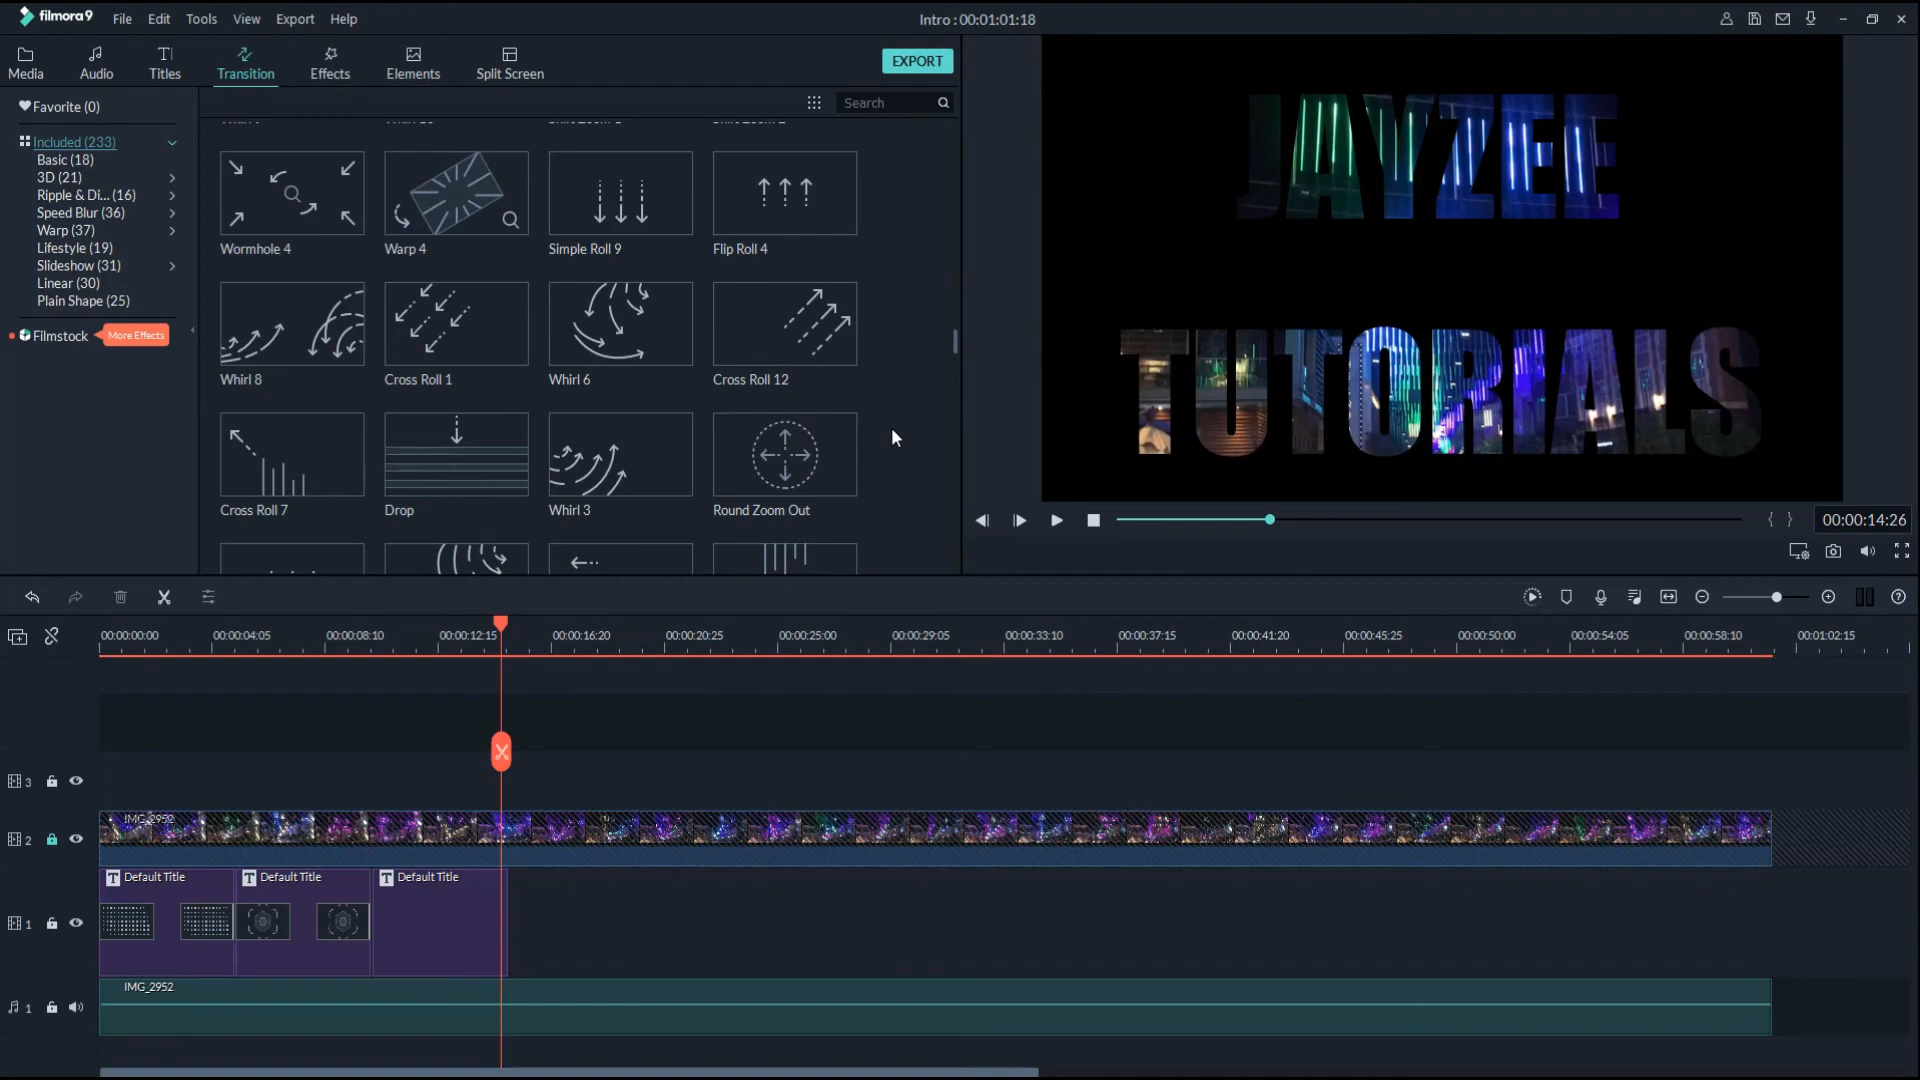 filmora9 File Edit Tools View Export Help Intro : 00:01:01:18
Media Audio Titles Transition Effects Elements Split Screen EXPORT
Favorite (0) Search
Included (233)
Basic (18)
3D (21)
Ripple & Di... (16)
Speed Blur (36)
Warp (37)
Lifestyle (19)
Slideshow (31)
Linear (30)
Plain Shape (25)
Filmstock More Effects
Wormhole 4 Warp 4 Simple Roll 9 Flip Roll 4
Whirl 8 Cross Roll 1 Whirl 6 Cross Roll 12
Cross Roll 7 Drop Whirl 3 Round Zoom Out
JAYZEE
TUTORIALS
{ } 00:00:14:26
00:00:00:00 00:00:04:05 00:00:08:10 00:00:12:15 00:00:16:20 00:00:20:25 00:00:25:00 00:00:29:05 00:00:33:10 00:00:37:15 00:00:41:20 00:00:45:25 00:00:50:00 00:00:54:05 00:00:58:10 00:01:02:15
3
IMG_2952
2
T Default Title T Default Title T Default Title
1
IMG_2952
1